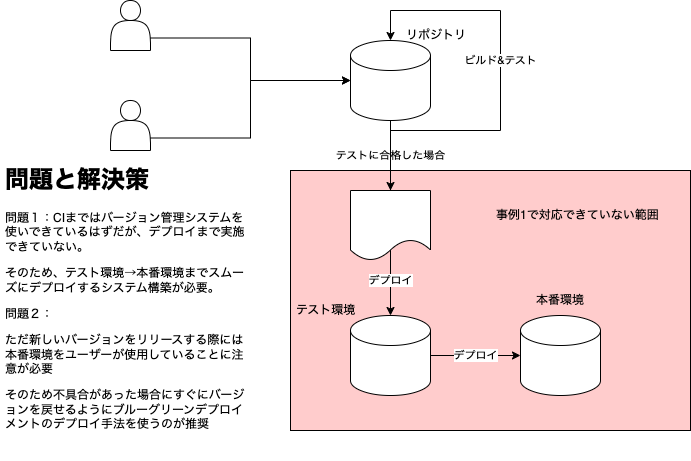 リポジトリ
ビルド&テスト
テストに合格した場合
問題と解決策
問題１：CIまではバージョン管理システムを
使いできているはずだが、デプロイまで実施
できていない。
そのため、テスト環境→本番環境までスムー
ズにデプロイするシステム構築が必要。
問題２：
ただ新しいバージョンをリリースする際には
本番環境をユーザーが使用していることに注
意が必要
そのため不具合があった場合にすぐにバージ
ョンを戻せるようにブルーグリーンデプロイ
メントのデプロイ手法を使うのが推奨
事例1で対応できていない範囲
デプロイ
テスト環境
本番環境
デプロイ